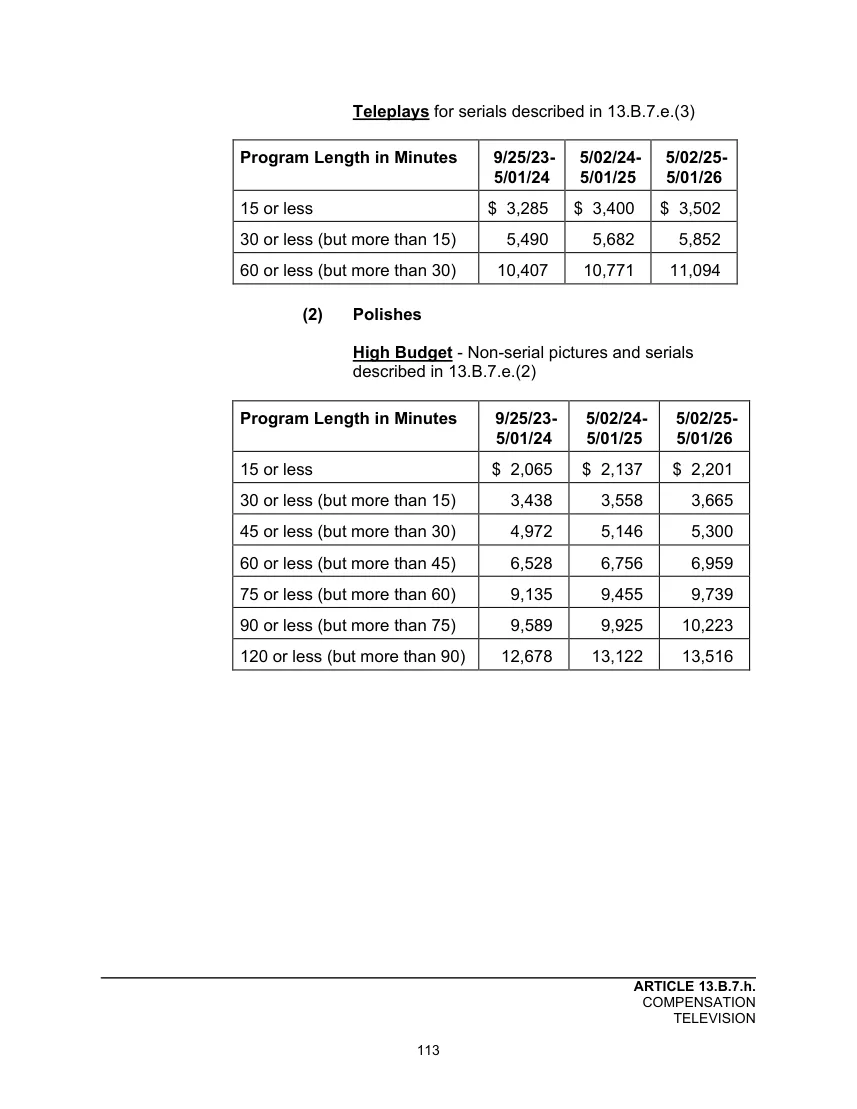 Teleplays for serials described in 13.B.7.e.(3)
Program Length in Minutes 9/25/23- 5/02/24- 5/02/25-
5/01/24 5/01/25 5/01/26
15 or less $ 3,285 $ 3,400 $ 3,502
30 or less (but more than 15) 5,490 5,682 5,852
60 or less (but more than 30) 10,407 10,771 11,094
(2) Polishes
High Budget - Non-serial pictures and serials
described in 13.B.7.e.(2)
Program Length in Minutes 9/25/23- 5/02/24- 5/02/25-
5/01/24 5/01/25 5/01/26
15 or less $ 2,065 $ 2,137 $ 2,201
30 or less (but more than 15) 3,438 3,558 3,665
45 or less (but more than 30) 4,972 5,146 5,300
60 or less (but more than 45) 6,528 6,756 6,959
75 or less (but more than 60) 9,135 9,455 9,739
90 or less (but more than 75) 9,589 9,925 10,223
120 or less (but more than 90) 12,678 13,122 13,516
ARTICLE 13.B.7.h.
COMPENSATION
TELEVISION
113